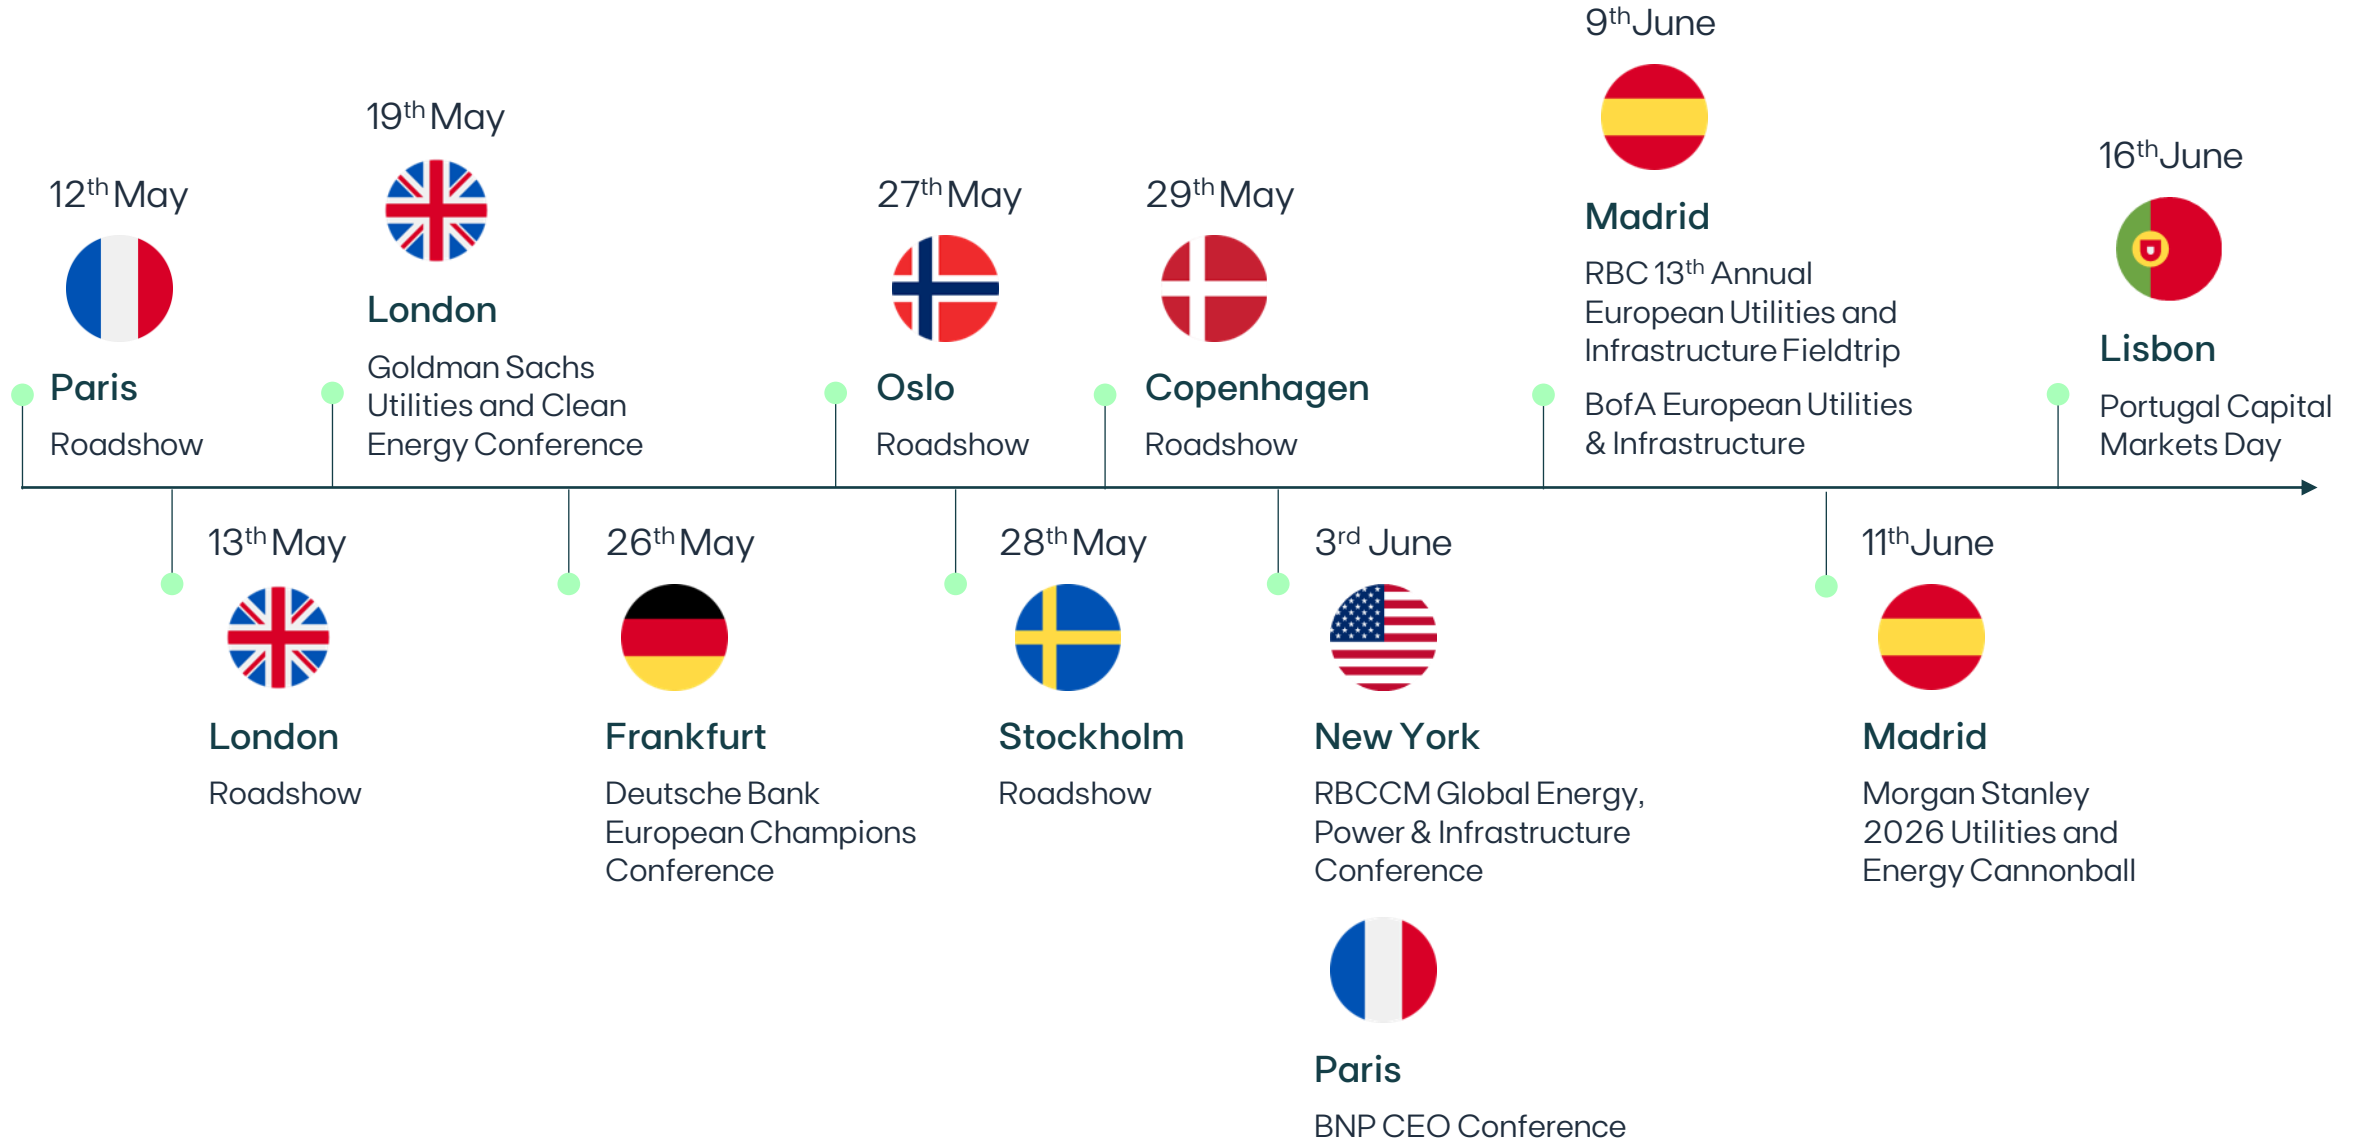 12th May
Paris
Roadshow
13th May
London
Roadshow
19th May
London
Goldman Sachs
Utilities and Clean
Energy Conference
26th May
Frankfurt
Deutsche Bank
European Champions
Conference
27th May
Oslo
Roadshow
28th May
Stockholm
Roadshow
29th May
Copenhagen
Roadshow
3rd June
New York
RBCCM Global Energy,
Power & Infrastructure
Conference
Paris
BNP CEO Conference
9th June
Madrid
RBC 13th Annual
European Utilities and
Infrastructure Fieldtrip
BofA European Utilities
& Infrastructure
11th June
Madrid
Morgan Stanley
2026 Utilities and
Energy Cannonball
16th June
Lisbon
Portugal Capital
Markets Day